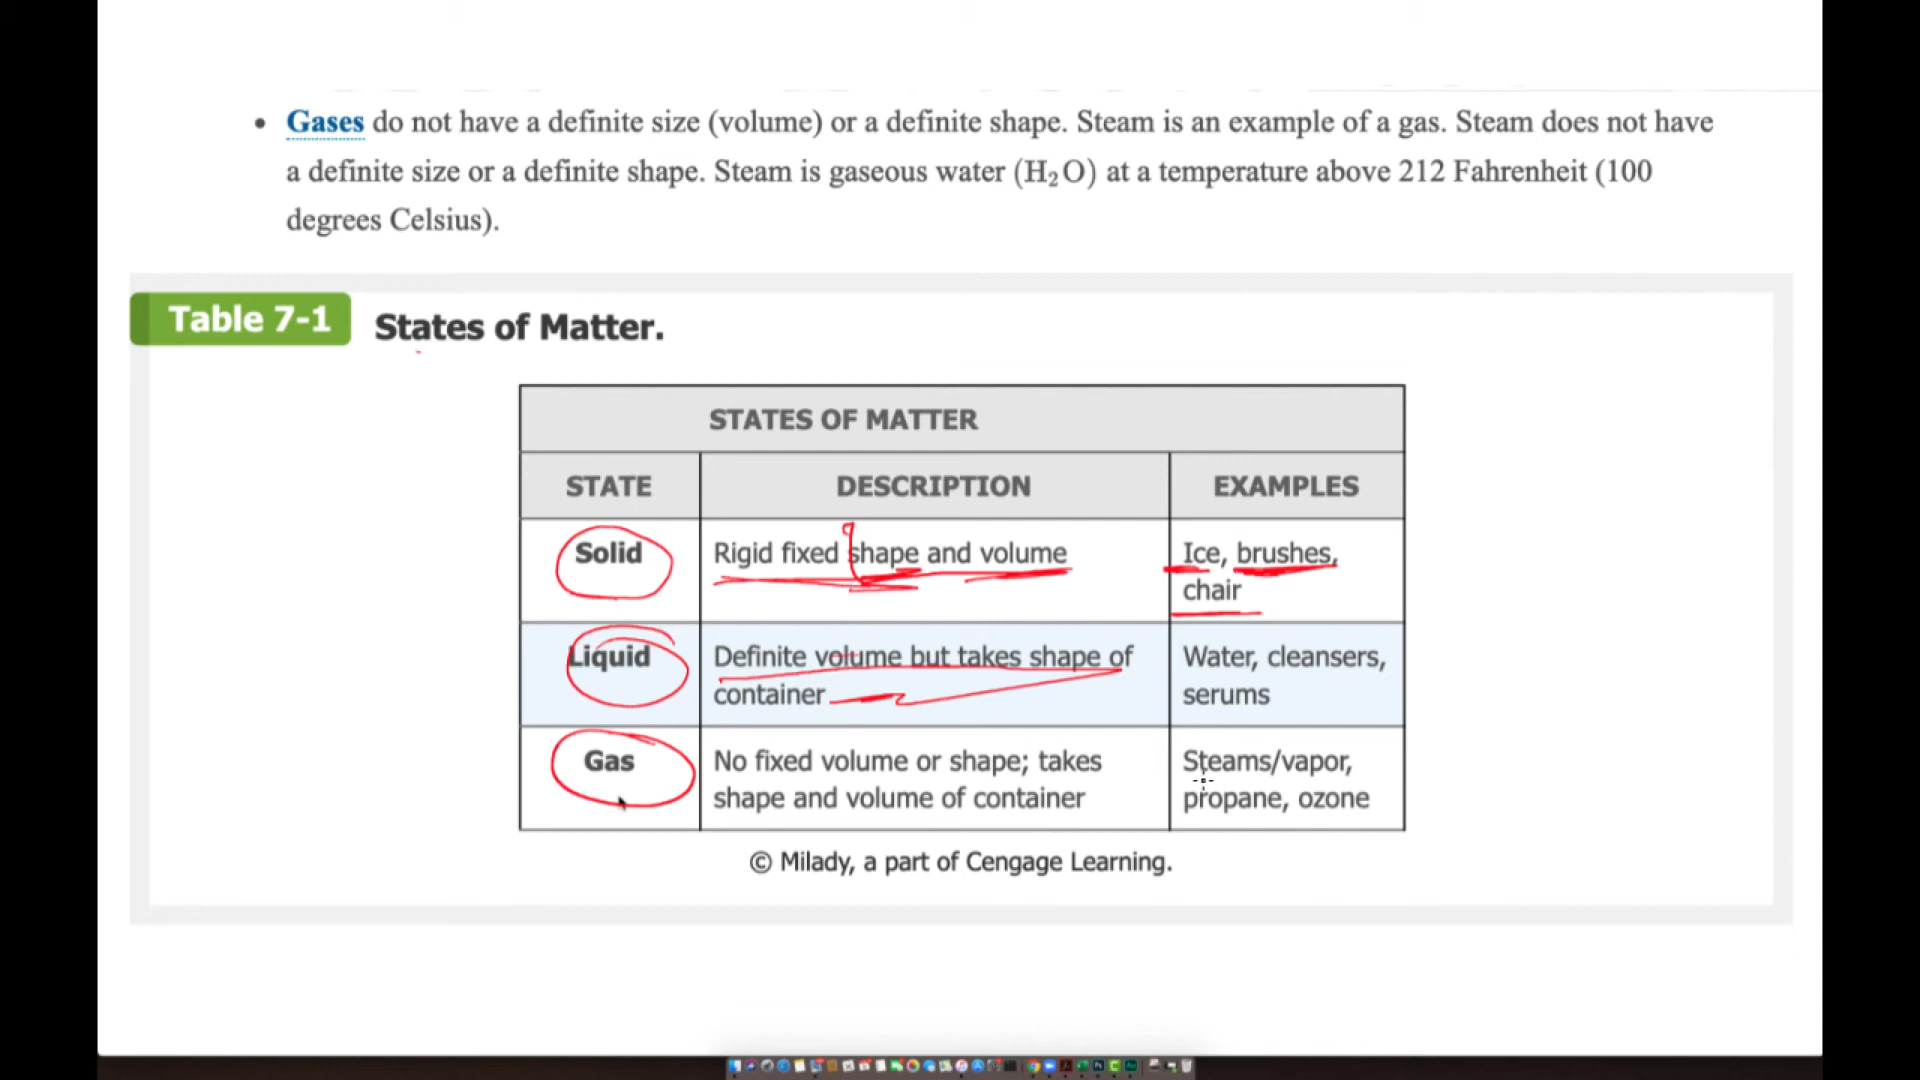 • Gases do not have a definite size (volume) or a definite shape. Steam is an example of a gas. Steam does not have
a definite size or a definite shape. Steam is gaseous water (H₂O) at a temperature above 212 Fahrenheit (100
degrees Celsius).
Table 7-1 States of Matter.
STATES OF MATTER
STATE DESCRIPTION EXAMPLES
Solid Rigid fixed shape and volume Ice, brushes,
chair
Liquid Definite volume but takes shape of Water, cleansers,
container serums
Gas No fixed volume or shape; takes Steams/vapor,
shape and volume of container propane, ozone
© Milady, a part of Cengage Learning.